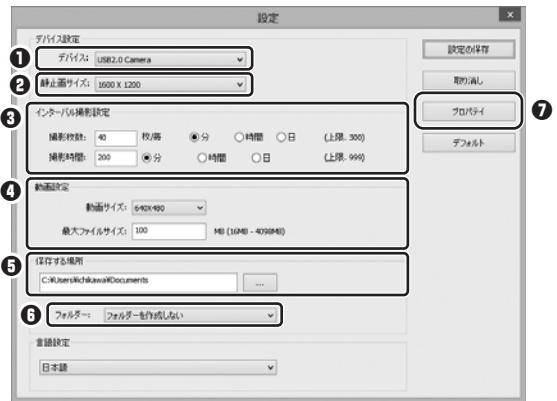 設定
x
デバイス設定
❶ デバイス: USB2.0 Camera
❷ 静止画サイズ: 1600 X 1200
❸ インターバル撮影設定
撮影枚数: 40 枚/毎 分 時間 日 (上限. 300)
撮影時間: 200 分 時間 日 (上限. 999)
❹ 動画設定
動画サイズ: 640X480
最大ファイルサイズ: 100 MB (16MB - 4098MB)
❺ 保存する場所
C:¥Users¥ichikawa¥Documents ...
❻ フォルダー: フォルダーを作成しない
言語設定
日本語
設定の保存
取り消し
プロパティ ❼
デフォルト